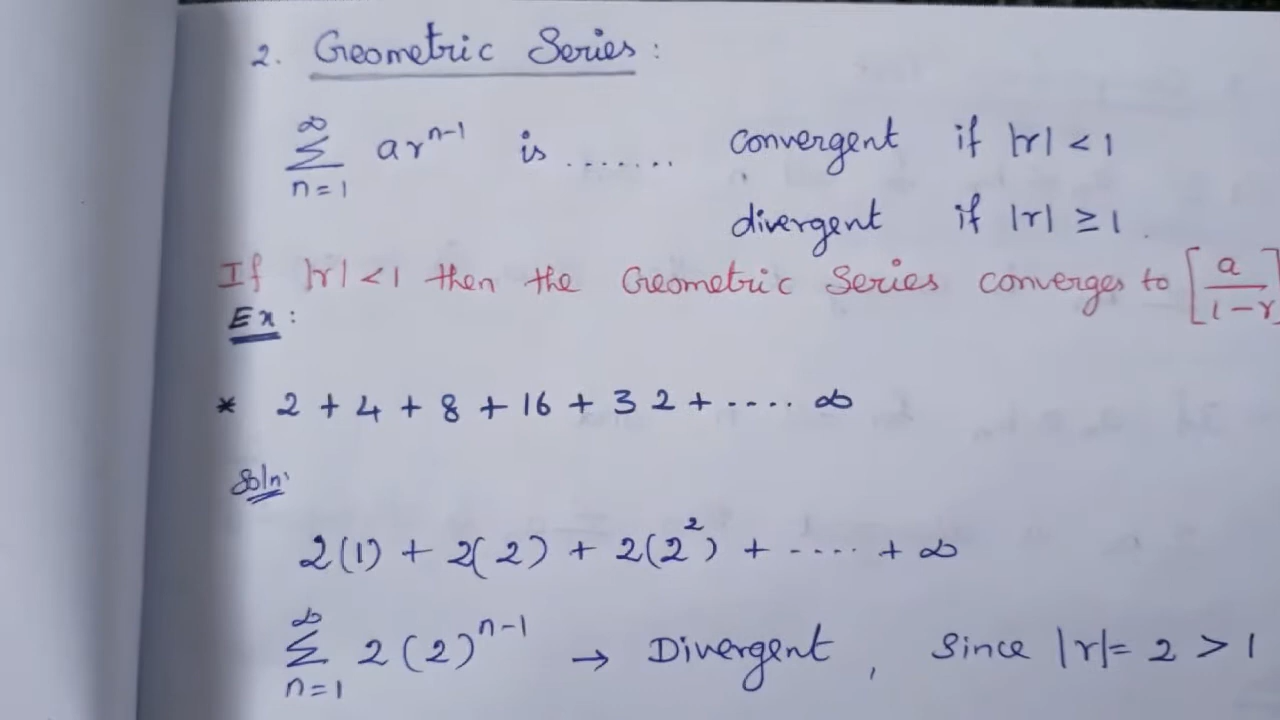 2. Geometric Series:
∞
Σ ar^(n-1) is ....... convergent if |r| < 1
n=1
divergent if |r| ≥ 1.
If |r| < 1 then the Geometric Series converges to [a/(1-r)]
Ex:
* 2 + 4 + 8 + 16 + 32 + .... ∞
Soln:
2(1) + 2(2) + 2(2²) + ..... + ∞
∞
Σ 2(2)^(n-1) → Divergent, Since |r| = 2 > 1
n=1